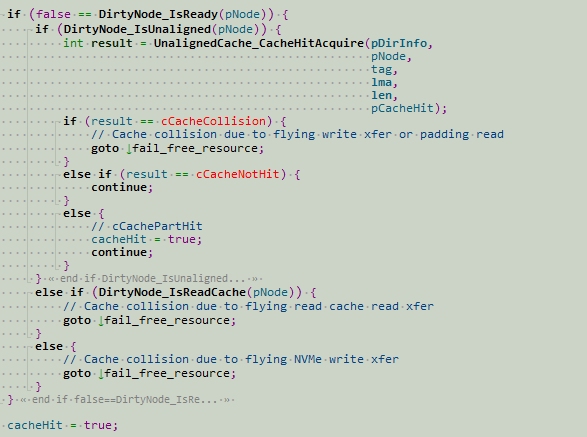 if (false == DirtyNode_IsReady(pNode)) {
if (DirtyNode_IsUnaligned(pNode)) {
int result = UnalignedCache_CacheHitAcquire(pDirInfo,
pNode,
tag,
lma,
len,
pCacheHit);
if (result == cCacheCollision) {
// Cache collision due to flying write xfer or padding read
goto ↓fail_free_resource;
}
else if (result == cCacheNotHit) {
continue;
}
else {
// cCachePartHit
cacheHit = true;
continue;
}
} « end if DirtyNode_IsUnaligned... »
else if (DirtyNode_IsReadCache(pNode)) {
// Cache collision due to flying read cache read xfer
goto ↓fail_free_resource;
}
else {
// Cache collision due to flying NVMe write xfer
goto ↓fail_free_resource;
}
} « end if false==DirtyNode_IsRe... »
cacheHit = true;